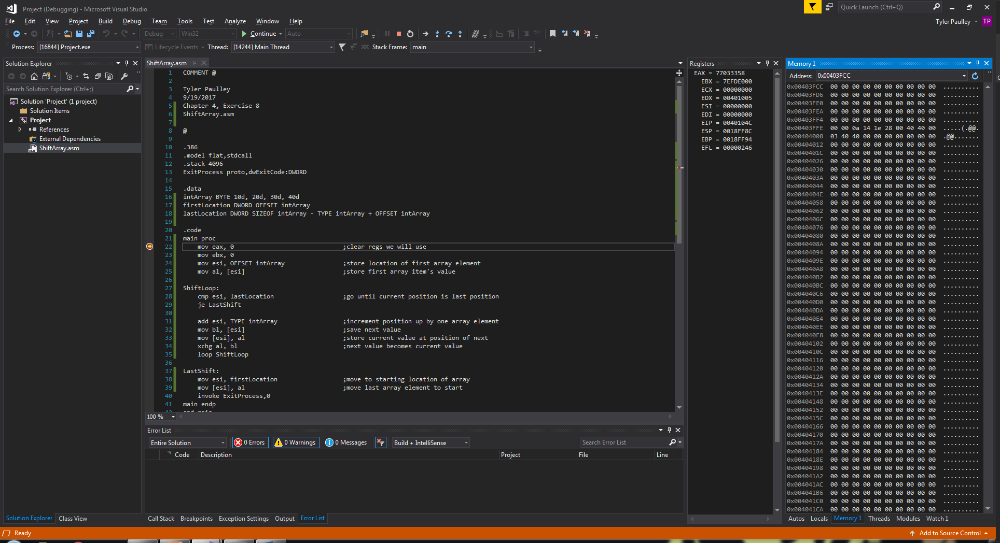 Project (Debugging) - Microsoft Visual Studio
Quick Launch (Ctrl+Q)
File Edit View Project Build Debug Team Tools Test Analyze Window Help
Tyler Paulley TP
Debug Win32 Continue Auto
Process: [16844] Project.exe Lifecycle Events Thread: [14244] Main Thread Stack Frame: main
Solution Explorer
Search Solution Explorer (Ctrl+;)
Solution 'Project' (1 project)
Solution Items
Project
References
External Dependencies
ShiftArray.asm
Solution Explorer Class View
ShiftArray.asm
1 COMMENT @
2
3 Tyler Paulley
4 9/19/2017
5 Chapter 4, Exercise 8
6 ShiftArray.asm
7
8 @
9
10 .386
11 .model flat,stdcall
12 .stack 4096
13 ExitProcess proto,dwExitCode:DWORD
14
15 .data
16 intArray BYTE 10d, 20d, 30d, 40d
17 firstLocation DWORD OFFSET intArray
18 lastLocation DWORD SIZEOF intArray - TYPE intArray + OFFSET intArray
19
20 .code
21 main proc
22 mov eax, 0 ;clear regs we will use
23 mov ebx, 0
24 mov esi, OFFSET intArray ;store location of first array element
25 mov al, [esi] ;store first array item's value
26
27 ShiftLoop:
28 cmp esi, lastLocation ;go until current position is last position
29 je LastShift
30
31 add esi, TYPE intArray ;increment position up by one array element
32 mov bl, [esi] ;save next value
33 mov [esi], al ;store current value at position of next
34 xchg al, bl ;next value becomes current value
35 loop ShiftLoop
36
37 LastShift:
38 mov esi, firstLocation ;move to starting location of array
39 mov [esi], al ;move last array element to start
40 invoke ExitProcess,0
41 main endp
100 %
Error List
Entire Solution 0 Errors 0 Warnings 0 Messages Build + IntelliSense Search Error List
Code Description Project File Line
Call Stack Breakpoints Exception Settings Output Error List
Registers
EAX = 77033358
EBX = 7EFDE000
ECX = 00000000
EDX = 00401005
ESI = 00000000
EDI = 00000000
EIP = 0040104C
ESP = 0018FF8C
EBP = 0018FF94
EFL = 00000246
Memory 1
Address: 0x00403FCC
0x00403FCC 00 00 00 00 00 00 00 00 00 00 ..........
0x00403FD6 00 00 00 00 00 00 00 00 00 00 ..........
0x00403FE0 00 00 00 00 00 00 00 00 00 00 ..........
0x00403FEA 00 00 00 00 00 00 00 00 00 00 ..........
0x00403FF4 00 00 00 00 00 00 00 00 00 00 ..........
0x00403FFE 00 00 0a 14 1e 28 00 40 40 00 .....(.@@.
0x00404008 03 40 40 00 00 00 00 00 00 00 .@@.......
0x00404012 00 00 00 00 00 00 00 00 00 00 ..........
0x0040401C 00 00 00 00 00 00 00 00 00 00 ..........
0x00404026 00 00 00 00 00 00 00 00 00 00 ..........
0x00404030 00 00 00 00 00 00 00 00 00 00 ..........
0x0040403A 00 00 00 00 00 00 00 00 00 00 ..........
0x00404044 00 00 00 00 00 00 00 00 00 00 ..........
0x0040404E 00 00 00 00 00 00 00 00 00 00 ..........
0x00404058 00 00 00 00 00 00 00 00 00 00 ..........
0x00404062 00 00 00 00 00 00 00 00 00 00 ..........
0x0040406C 00 00 00 00 00 00 00 00 00 00 ..........
0x00404076 00 00 00 00 00 00 00 00 00 00 ..........
0x00404080 00 00 00 00 00 00 00 00 00 00 ..........
0x0040408A 00 00 00 00 00 00 00 00 00 00 ..........
0x00404094 00 00 00 00 00 00 00 00 00 00 ..........
0x0040409E 00 00 00 00 00 00 00 00 00 00 ..........
0x004040A8 00 00 00 00 00 00 00 00 00 00 ..........
0x004040B2 00 00 00 00 00 00 00 00 00 00 ..........
0x004040BC 00 00 00 00 00 00 00 00 00 00 ..........
0x004040C6 00 00 00 00 00 00 00 00 00 00 ..........
0x004040D0 00 00 00 00 00 00 00 00 00 00 ..........
0x004040DA 00 00 00 00 00 00 00 00 00 00 ..........
0x004040E4 00 00 00 00 00 00 00 00 00 00 ..........
0x004040EE 00 00 00 00 00 00 00 00 00 00 ..........
0x004040F8 00 00 00 00 00 00 00 00 00 00 ..........
0x00404102 00 00 00 00 00 00 00 00 00 00 ..........
0x0040410C 00 00 00 00 00 00 00 00 00 00 ..........
0x00404116 00 00 00 00 00 00 00 00 00 00 ..........
0x00404120 00 00 00 00 00 00 00 00 00 00 ..........
0x0040412A 00 00 00 00 00 00 00 00 00 00 ..........
0x00404134 00 00 00 00 00 00 00 00 00 00 ..........
0x0040413E 00 00 00 00 00 00 00 00 00 00 ..........
0x00404148 00 00 00 00 00 00 00 00 00 00 ..........
0x00404152 00 00 00 00 00 00 00 00 00 00 ..........
0x0040415C 00 00 00 00 00 00 00 00 00 00 ..........
0x00404166 00 00 00 00 00 00 00 00 00 00 ..........
0x00404170 00 00 00 00 00 00 00 00 00 00 ..........
0x0040417A 00 00 00 00 00 00 00 00 00 00 ..........
0x00404184 00 00 00 00 00 00 00 00 00 00 ..........
0x0040418E 00 00 00 00 00 00 00 00 00 00 ..........
0x00404198 00 00 00 00 00 00 00 00 00 00 ..........
0x004041A2 00 00 00 00 00 00 00 00 00 00 ..........
0x004041AC 00 00 00 00 00 00 00 00 00 00 ..........
0x004041B6 00 00 00 00 00 00 00 00 00 00 ..........
0x004041C0 00 00 00 00 00 00 00 00 00 00 ..........
0x004041CA 00 00 00 00 00 00 00 00 00 00 ..........
Autos Locals Memory 1 Threads Modules Watch 1
Ready
Add to Source Control